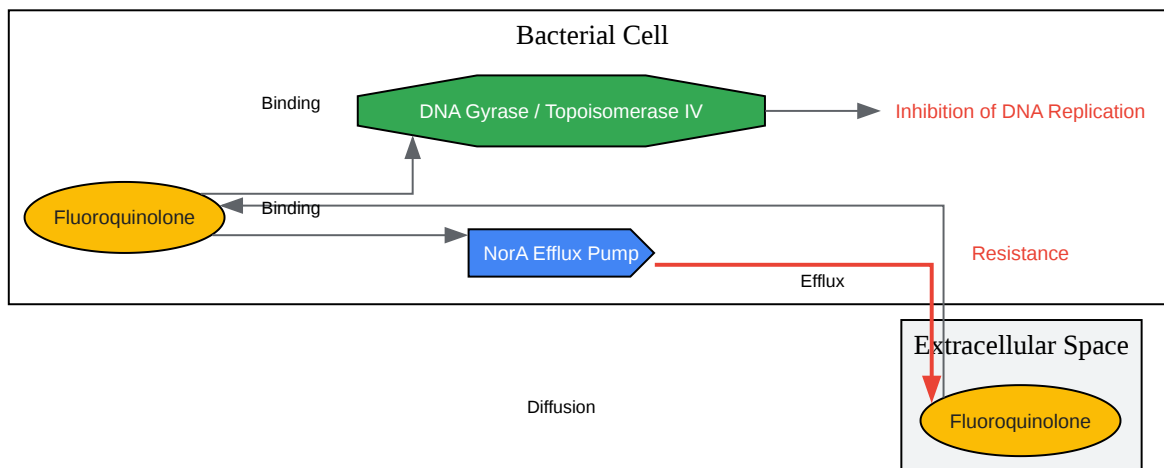 Bacterial Cell
Binding
DNA Gyrase / Topoisomerase IV
Inhibition of DNA Replication
Fluoroquinolone
Binding
NorA Efflux Pump
Resistance
Efflux
Extracellular Space
Diffusion
Fluoroquinolone